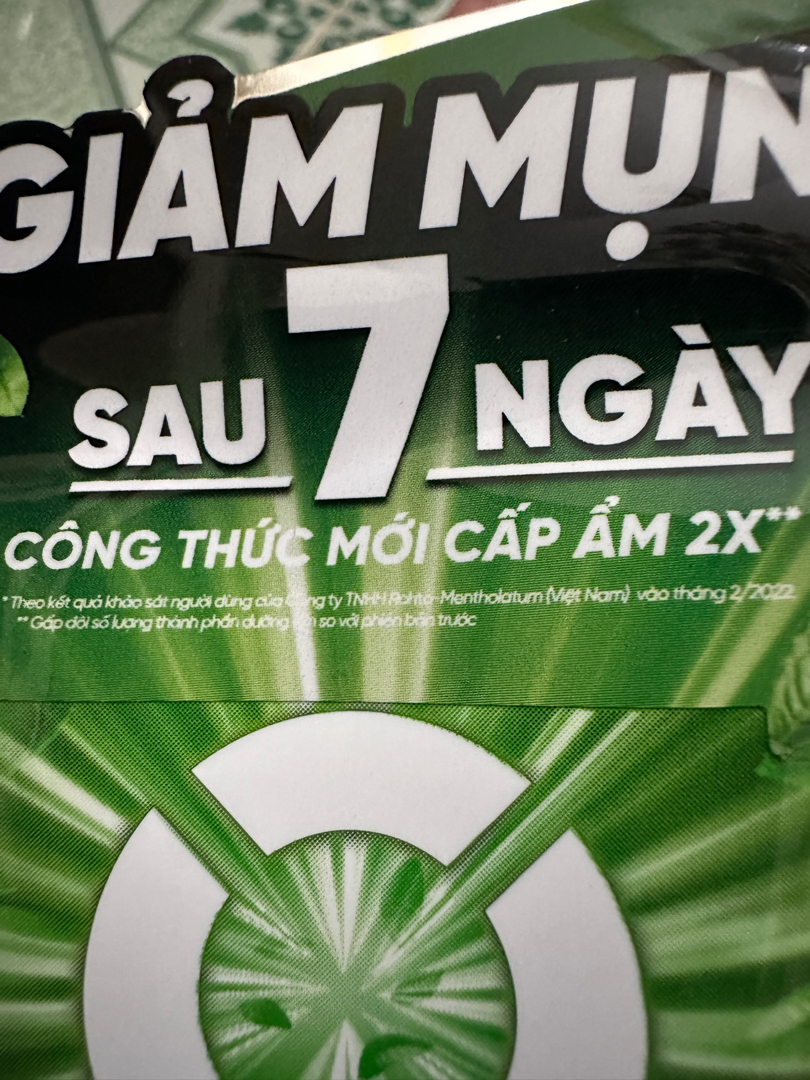 GIẢM MỤN
SAU 7 NGÀY
CÔNG THỨC MỚI CẤP ẨM 2X**
* Theo kết quả khảo sát người dùng của Công ty TNHH Rohto-Mentholatum (Việt Nam) vào tháng 2/2022
** Gấp đôi số lượng thành phần dưỡng ẩm so với phiên bản trước